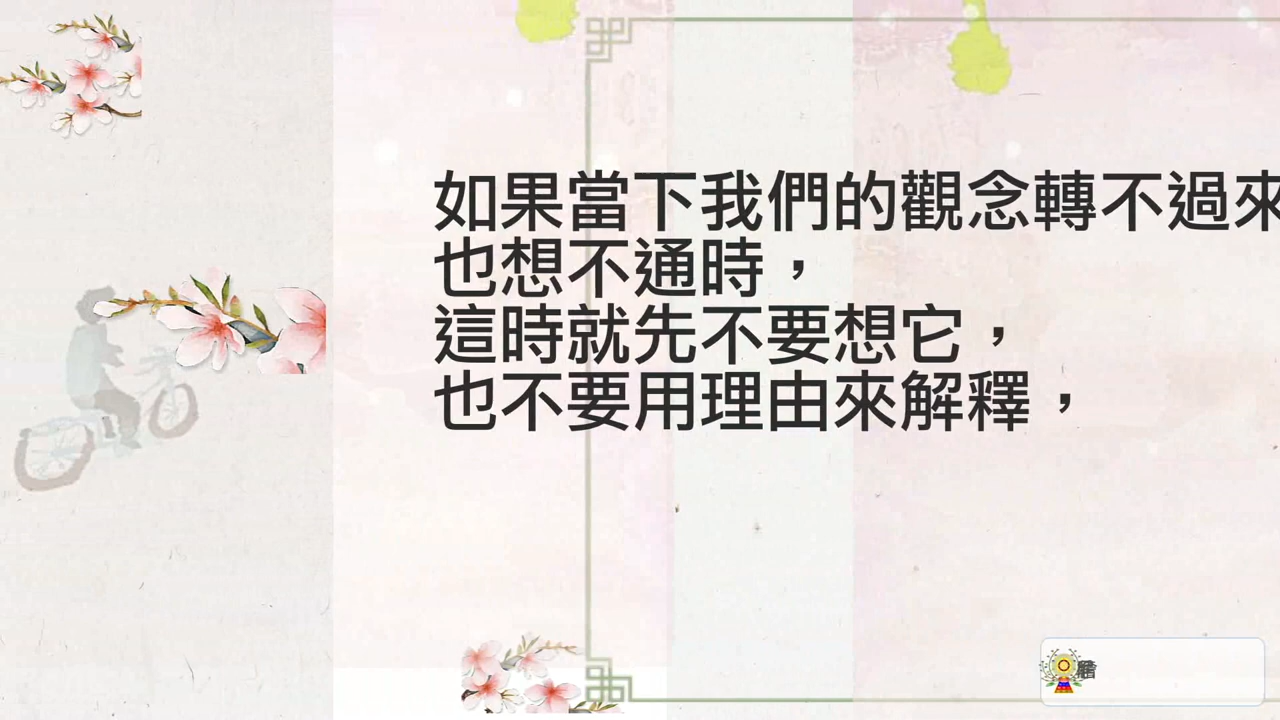 如果當下我們的觀念轉不過來
也想不通時，
這時就先不要想它，
也不要用理由來解釋，